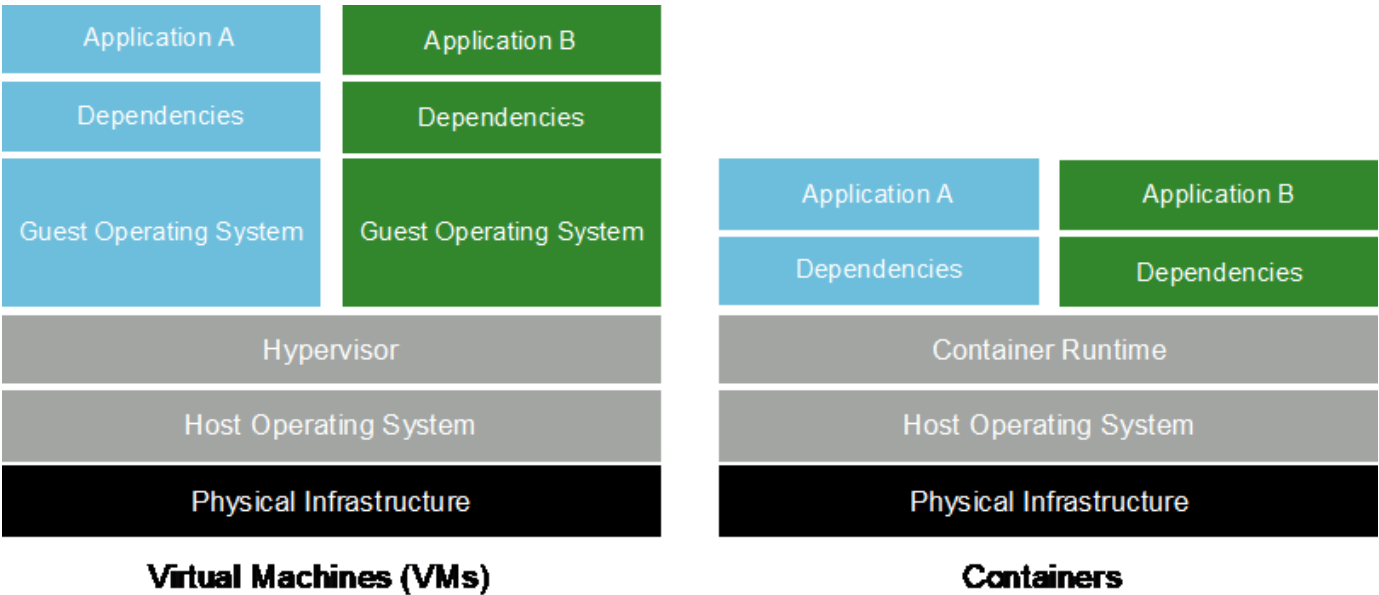 Application A
Application B
Dependencies
Dependencies
Guest Operating System
Guest Operating System
Hypervisor
Host Operating System
Physical Infrastructure
Virtual Machines (VMs)
Application A
Application B
Dependencies
Dependencies
Container Runtime
Host Operating System
Physical Infrastructure
Containers